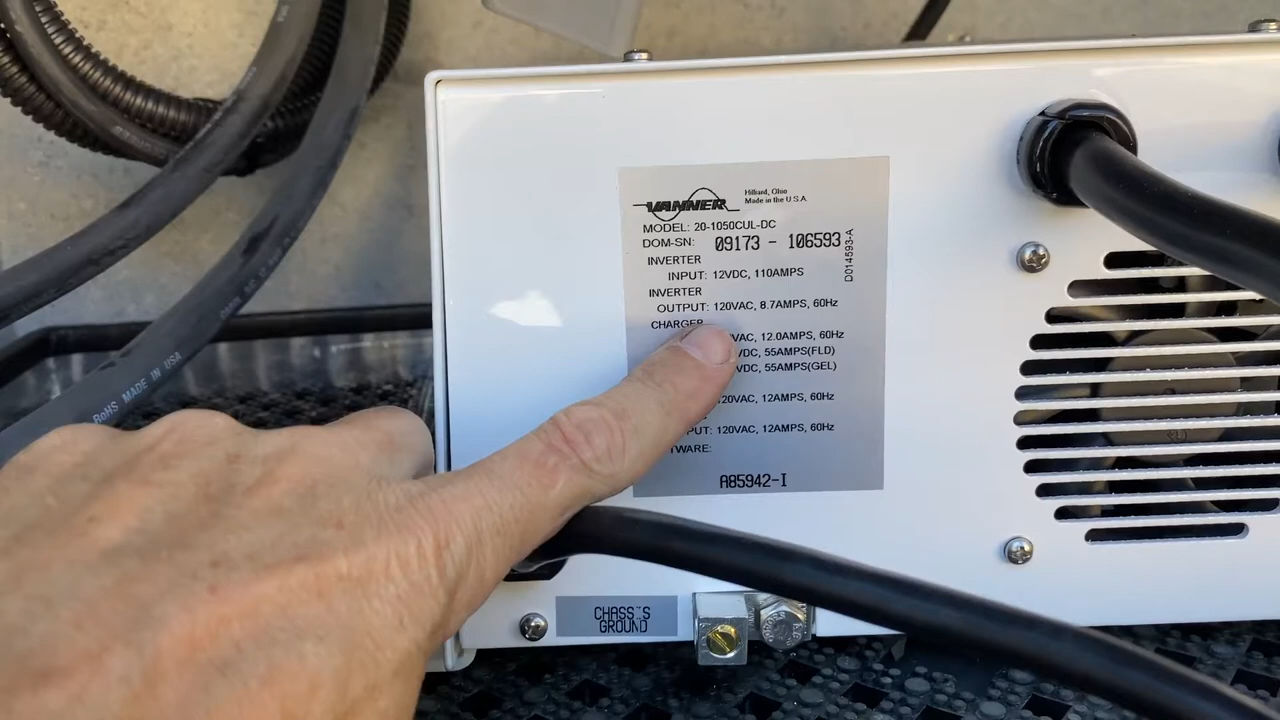 VANNER
Hilliard, Ohio
Made in the U.S.A.
MODEL: 20-1050CUL-DC
DOM-SN: 09173 - 106593
D014593-A
INVERTER
INPUT: 12VDC, 110AMPS
INVERTER
OUTPUT: 120VAC, 8.7AMPS, 60Hz
CHARGER
VAC, 12.0AMPS, 60Hz
VDC, 55AMPS(FLD)
VDC, 55AMPS(GEL)
120VAC, 12AMPS, 60Hz
PUT: 120VAC, 12AMPS, 60Hz
TWARE:
A85942-I
CHASSIS
GROUND
RoHS MADE IN USA